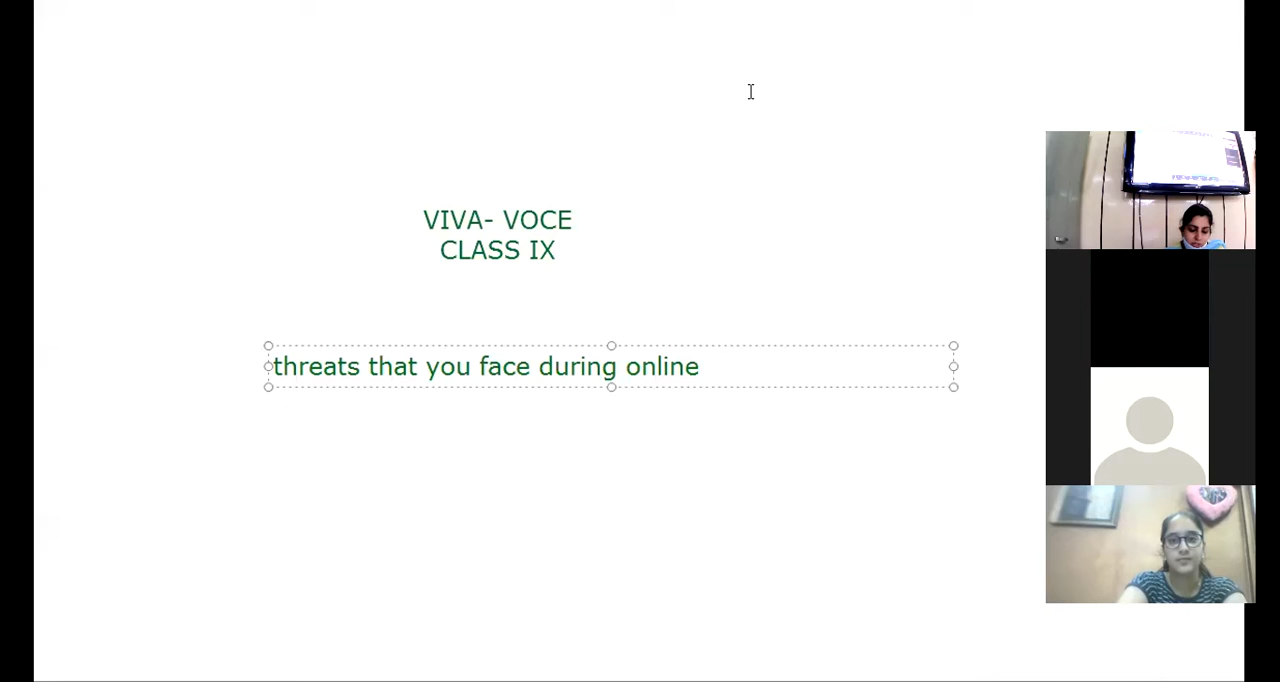 VIVA- VOCE
CLASS IX
threats that you face during online